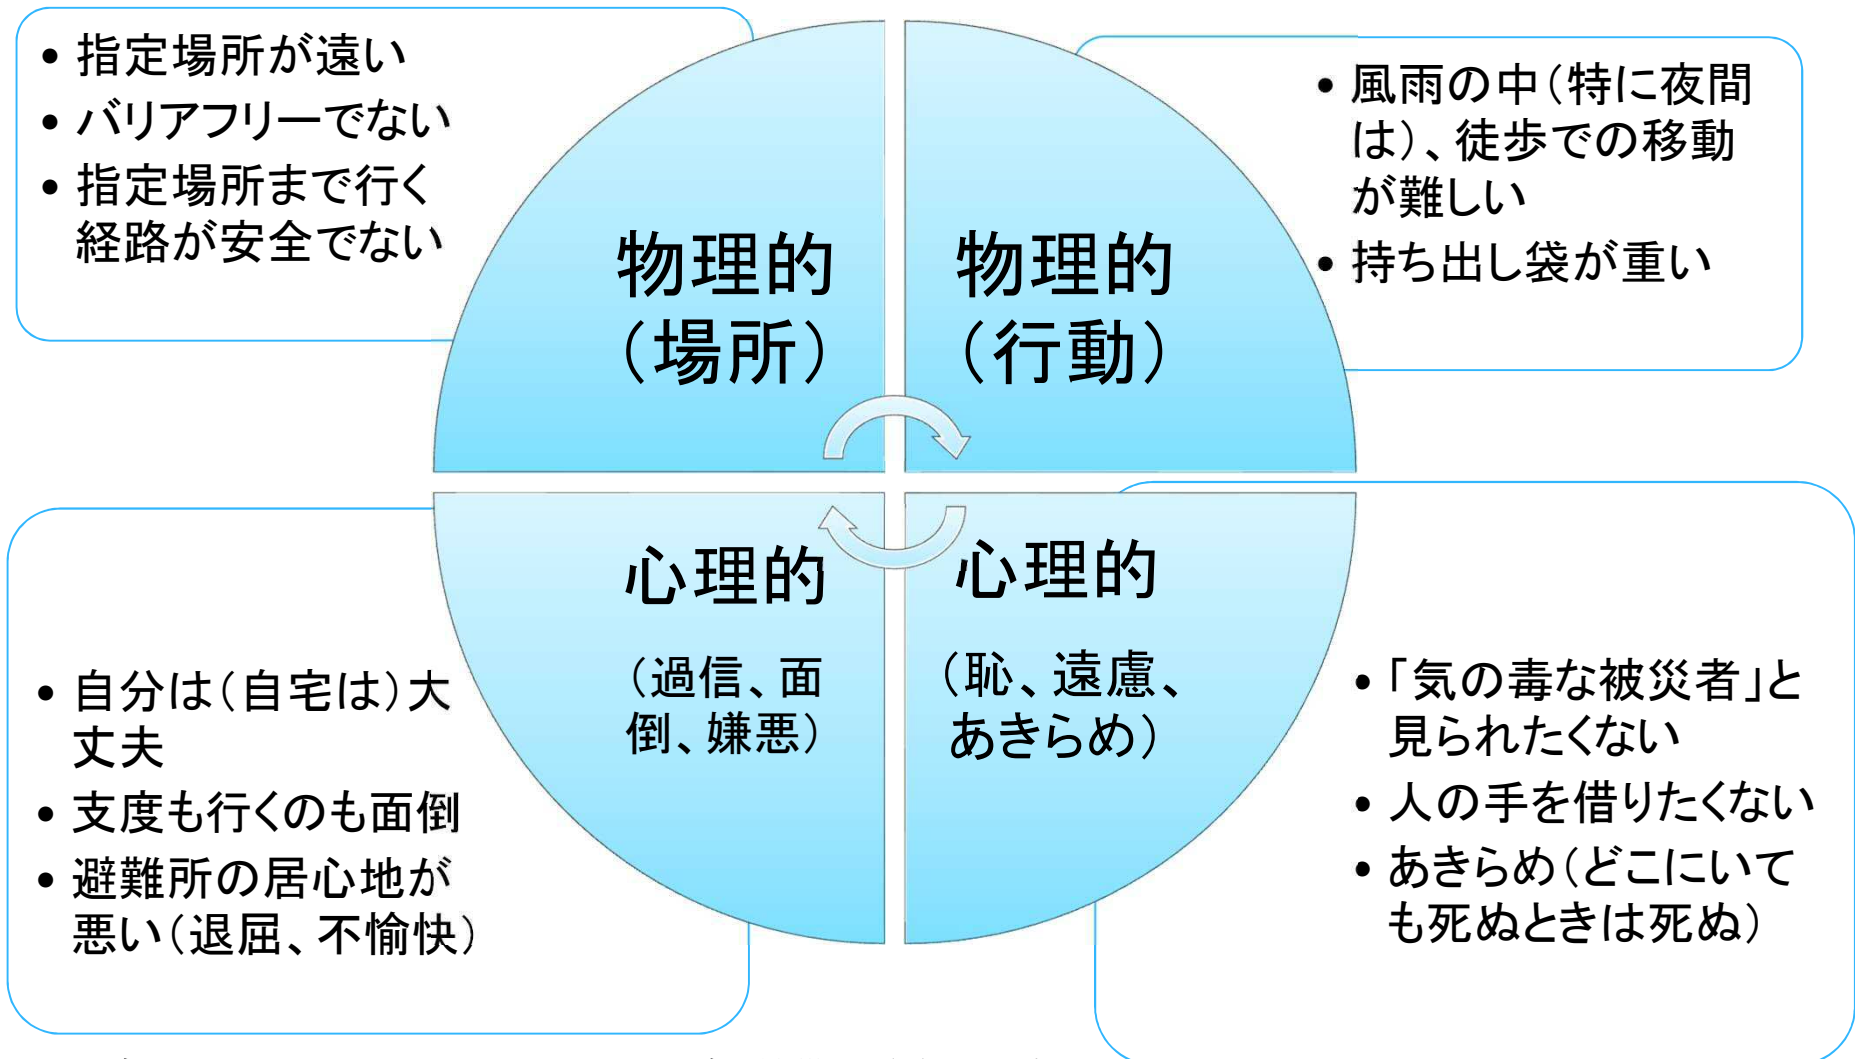 • 指定場所が遠い
• バリアフリーでない
• 指定場所まで行く
経路が安全でない
物理的
（場所）
物理的
（行動）
• 風雨の中（特に夜間
は）、徒歩での移動
が難しい
• 持ち出し袋が重い
• 自分は（自宅は）大
丈夫
• 支度も行くのも面倒
• 避難所の居心地が
悪い（退屈、不愉快）
心理的
（過信、面
倒、嫌悪）
心理的
（恥、遠慮、
あきらめ）
• 「気の毒な被災者」と
見られたくない
• 人の手を借りたくない
• あきらめ（どこにいて
も死ぬときは死ぬ）